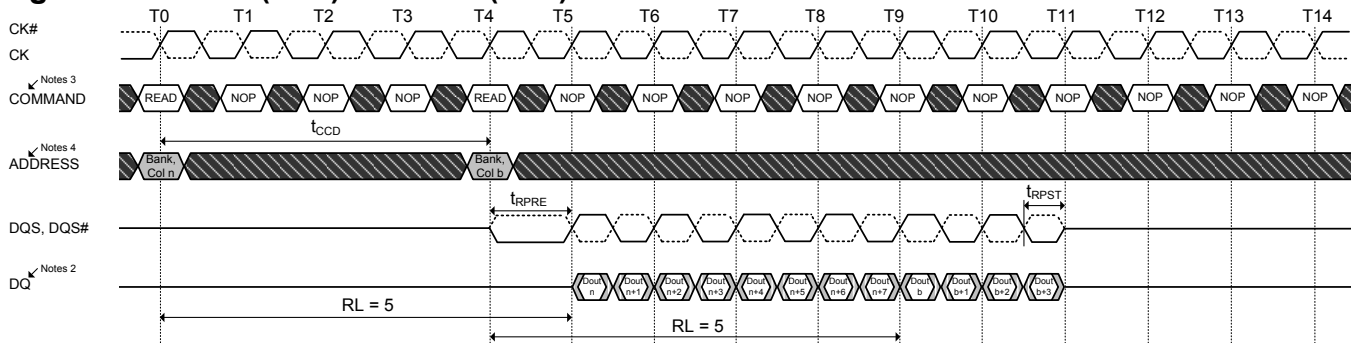 T0 T1 T2 T3 T4 T5 T6 T7 T8 T9 T10 T11 T12 T13 T14
CK#
CK
Notes 3
COMMAND READ NOP NOP NOP READ NOP NOP NOP NOP NOP NOP NOP NOP NOP NOP
tCCD
Notes 4
ADDRESS
Bank, Col n
Bank, Col b
tRPRE
tRPST
DQS, DQS#
Notes 2
DQ
Dout n
Dout n+1
Dout n+2
Dout n+3
Dout n+4
Dout n+5
Dout n+6
Dout n+7
Dout b
Dout b+1
Dout b+2
Dout b+3
RL = 5
RL = 5